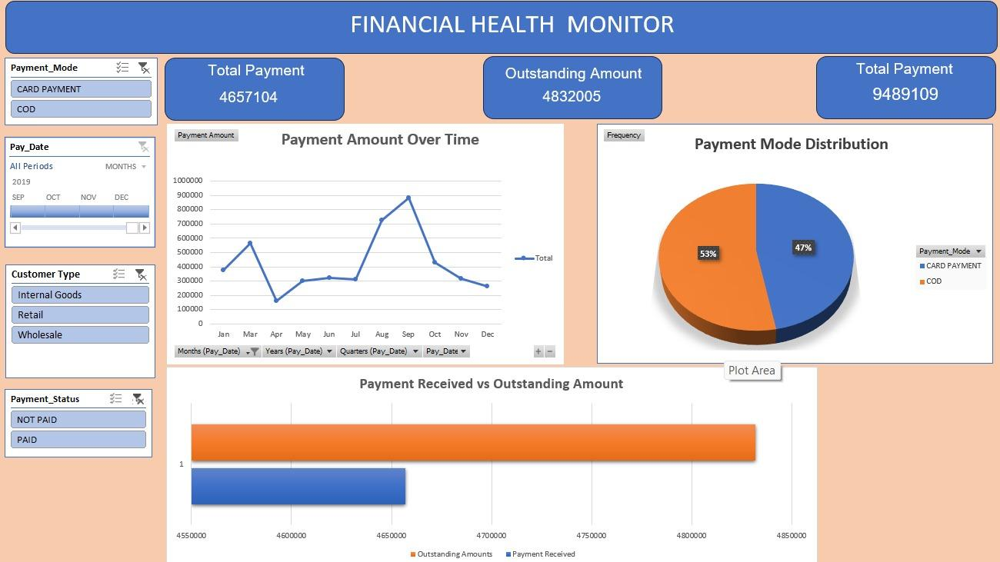 FINANCIAL HEALTH  MONITOR
Payment_Mode
CARD PAYMENT
COD
Total Payment
4657104
Outstanding Amount
4832005
Total Payment
9489109
Pay_Date
All Periods
MONTHS
2019
SEP OCT NOV DEC
Customer Type
Internal Goods
Retail
Wholesale
Payment_Status
NOT PAID
PAID
Payment Amount
Payment Amount Over Time
1000000
900000
800000
700000
600000
500000
400000
300000
200000
100000
0
Jan Mar Apr May Jun Jul Aug Sep Oct Nov Dec
Total
Months (Pay_Date) Years (Pay_Date) Quarters (Pay_Date) Pay_Date
Frequency
Payment Mode Distribution
53%
47%
Payment_Mode
CARD PAYMENT
COD
Plot Area
Payment Received vs Outstanding Amount
1
4550000 4600000 4650000 4700000 4750000 4800000 4850000
Outstanding Amounts Payment Received